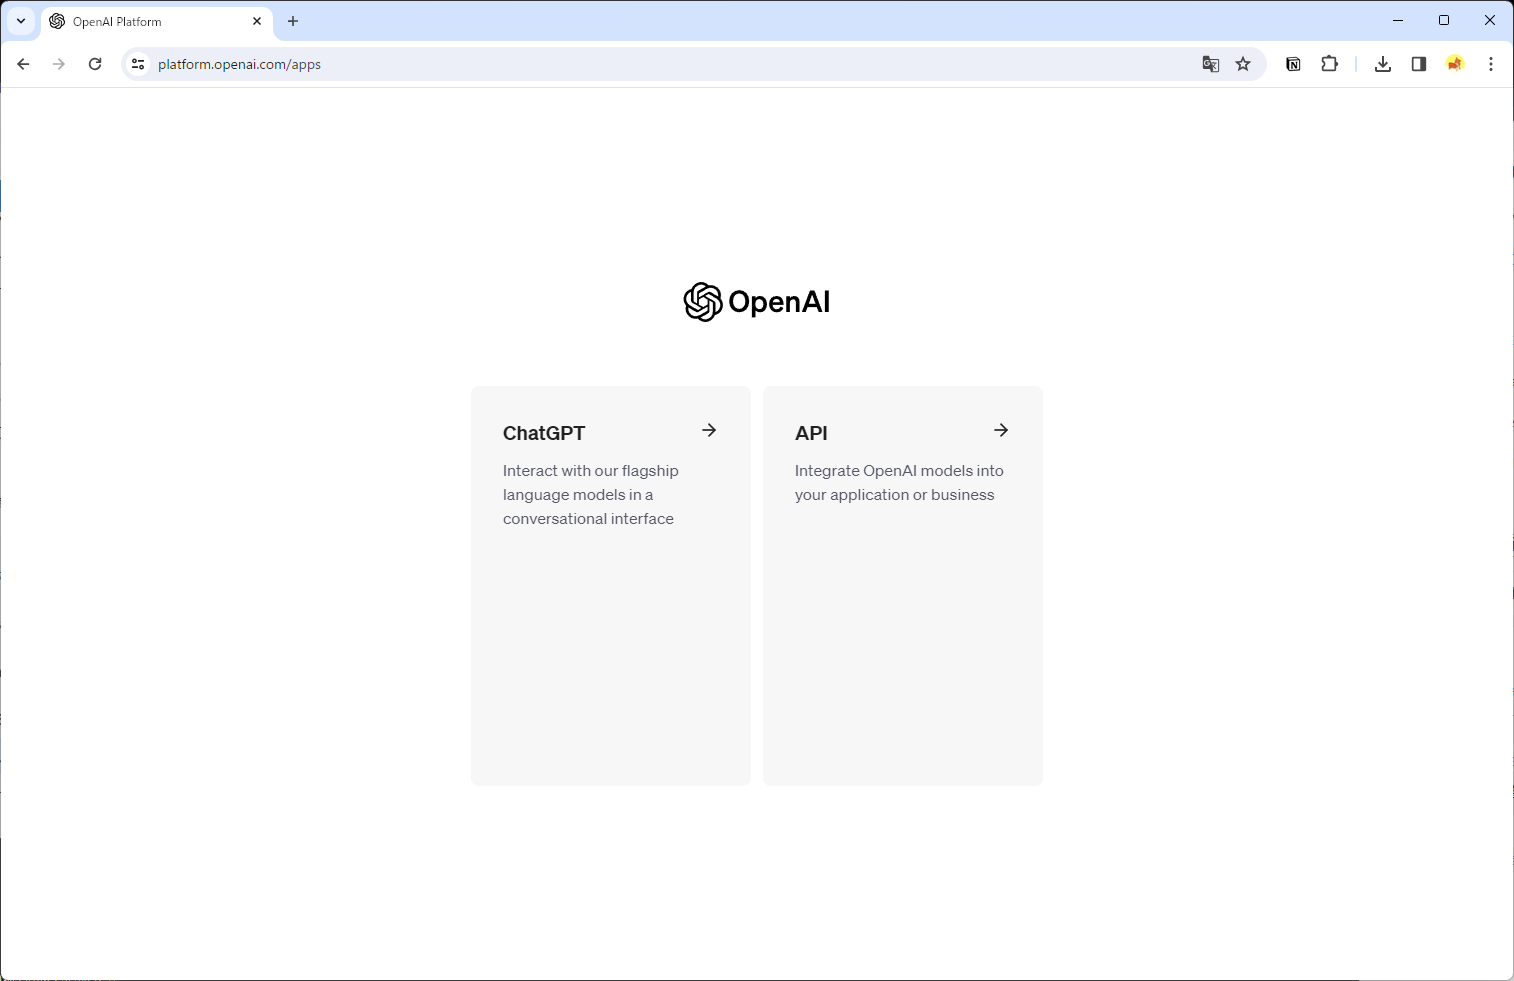 OpenAI Platform
platform.openai.com/apps
OpenAI
ChatGPT
Interact with our flagship
language models in a
conversational interface
API
Integrate OpenAI models into
your application or business